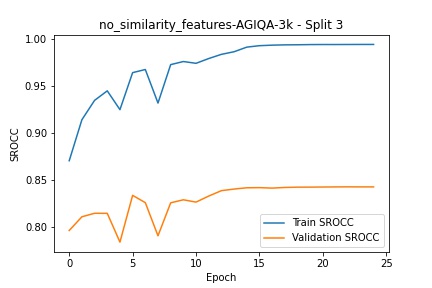 no_similarity_features-AGIQA-3k - Split 3
SROCC
1.00
0.95
0.90
0.85
0.80
0
5
10
15
20
25
Epoch
Train SROCC
Validation SROCC